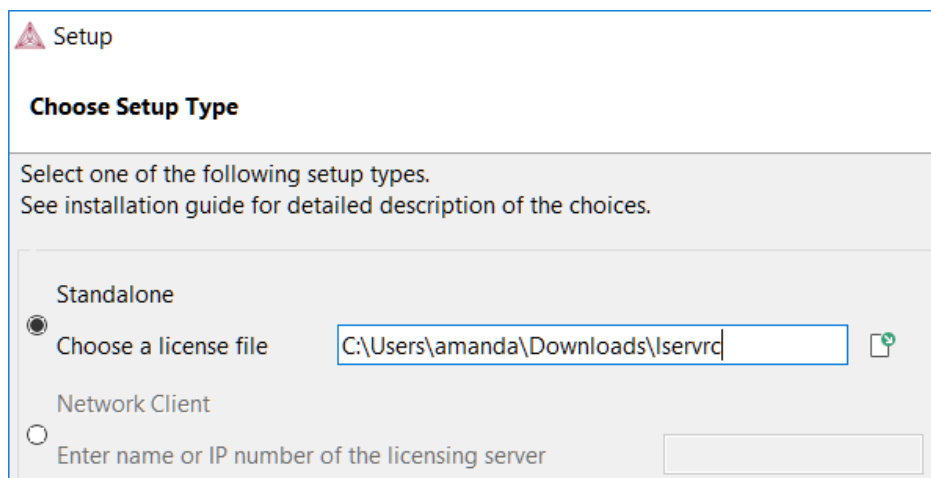 Setup
Choose Setup Type
Select one of the following setup types.
See installation guide for detailed description of the choices.
Standalone
Choose a license file C:\Users\amanda\Downloads\lservrc
Network Client
Enter name or IP number of the licensing server